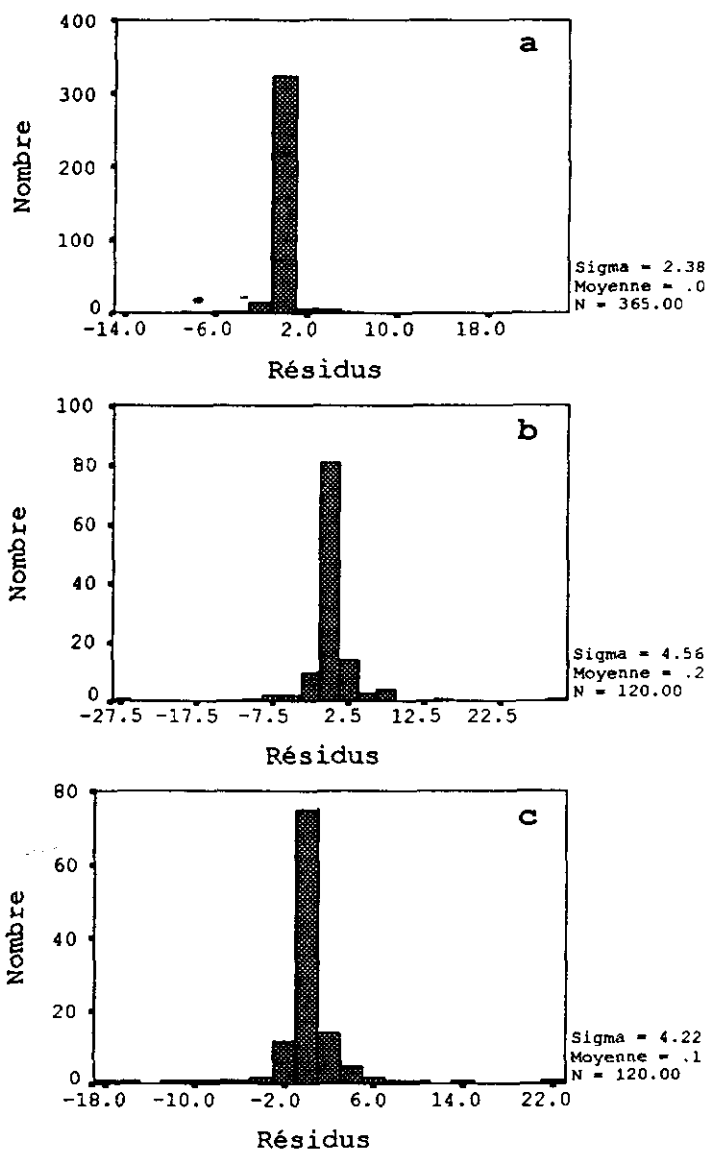 a
400
300
200
100
0
Nombre
-14.0 -6.0 2.0 10.0 18.0
Résidus
Sigma = 2.38
Moyenne = .0
N = 365.00
b
100
80
60
40
20
0
Nombre
-27.5 -17.5 -7.5 2.5 12.5 22.5
Résidus
Sigma = 4.56
Moyenne = .2
N = 120.00
c
80
60
40
20
0
Nombre
-18.0 -10.0 -2.0 6.0 14.0 22.0
Résidus
Sigma = 4.22
Moyenne = .1
N = 120.00